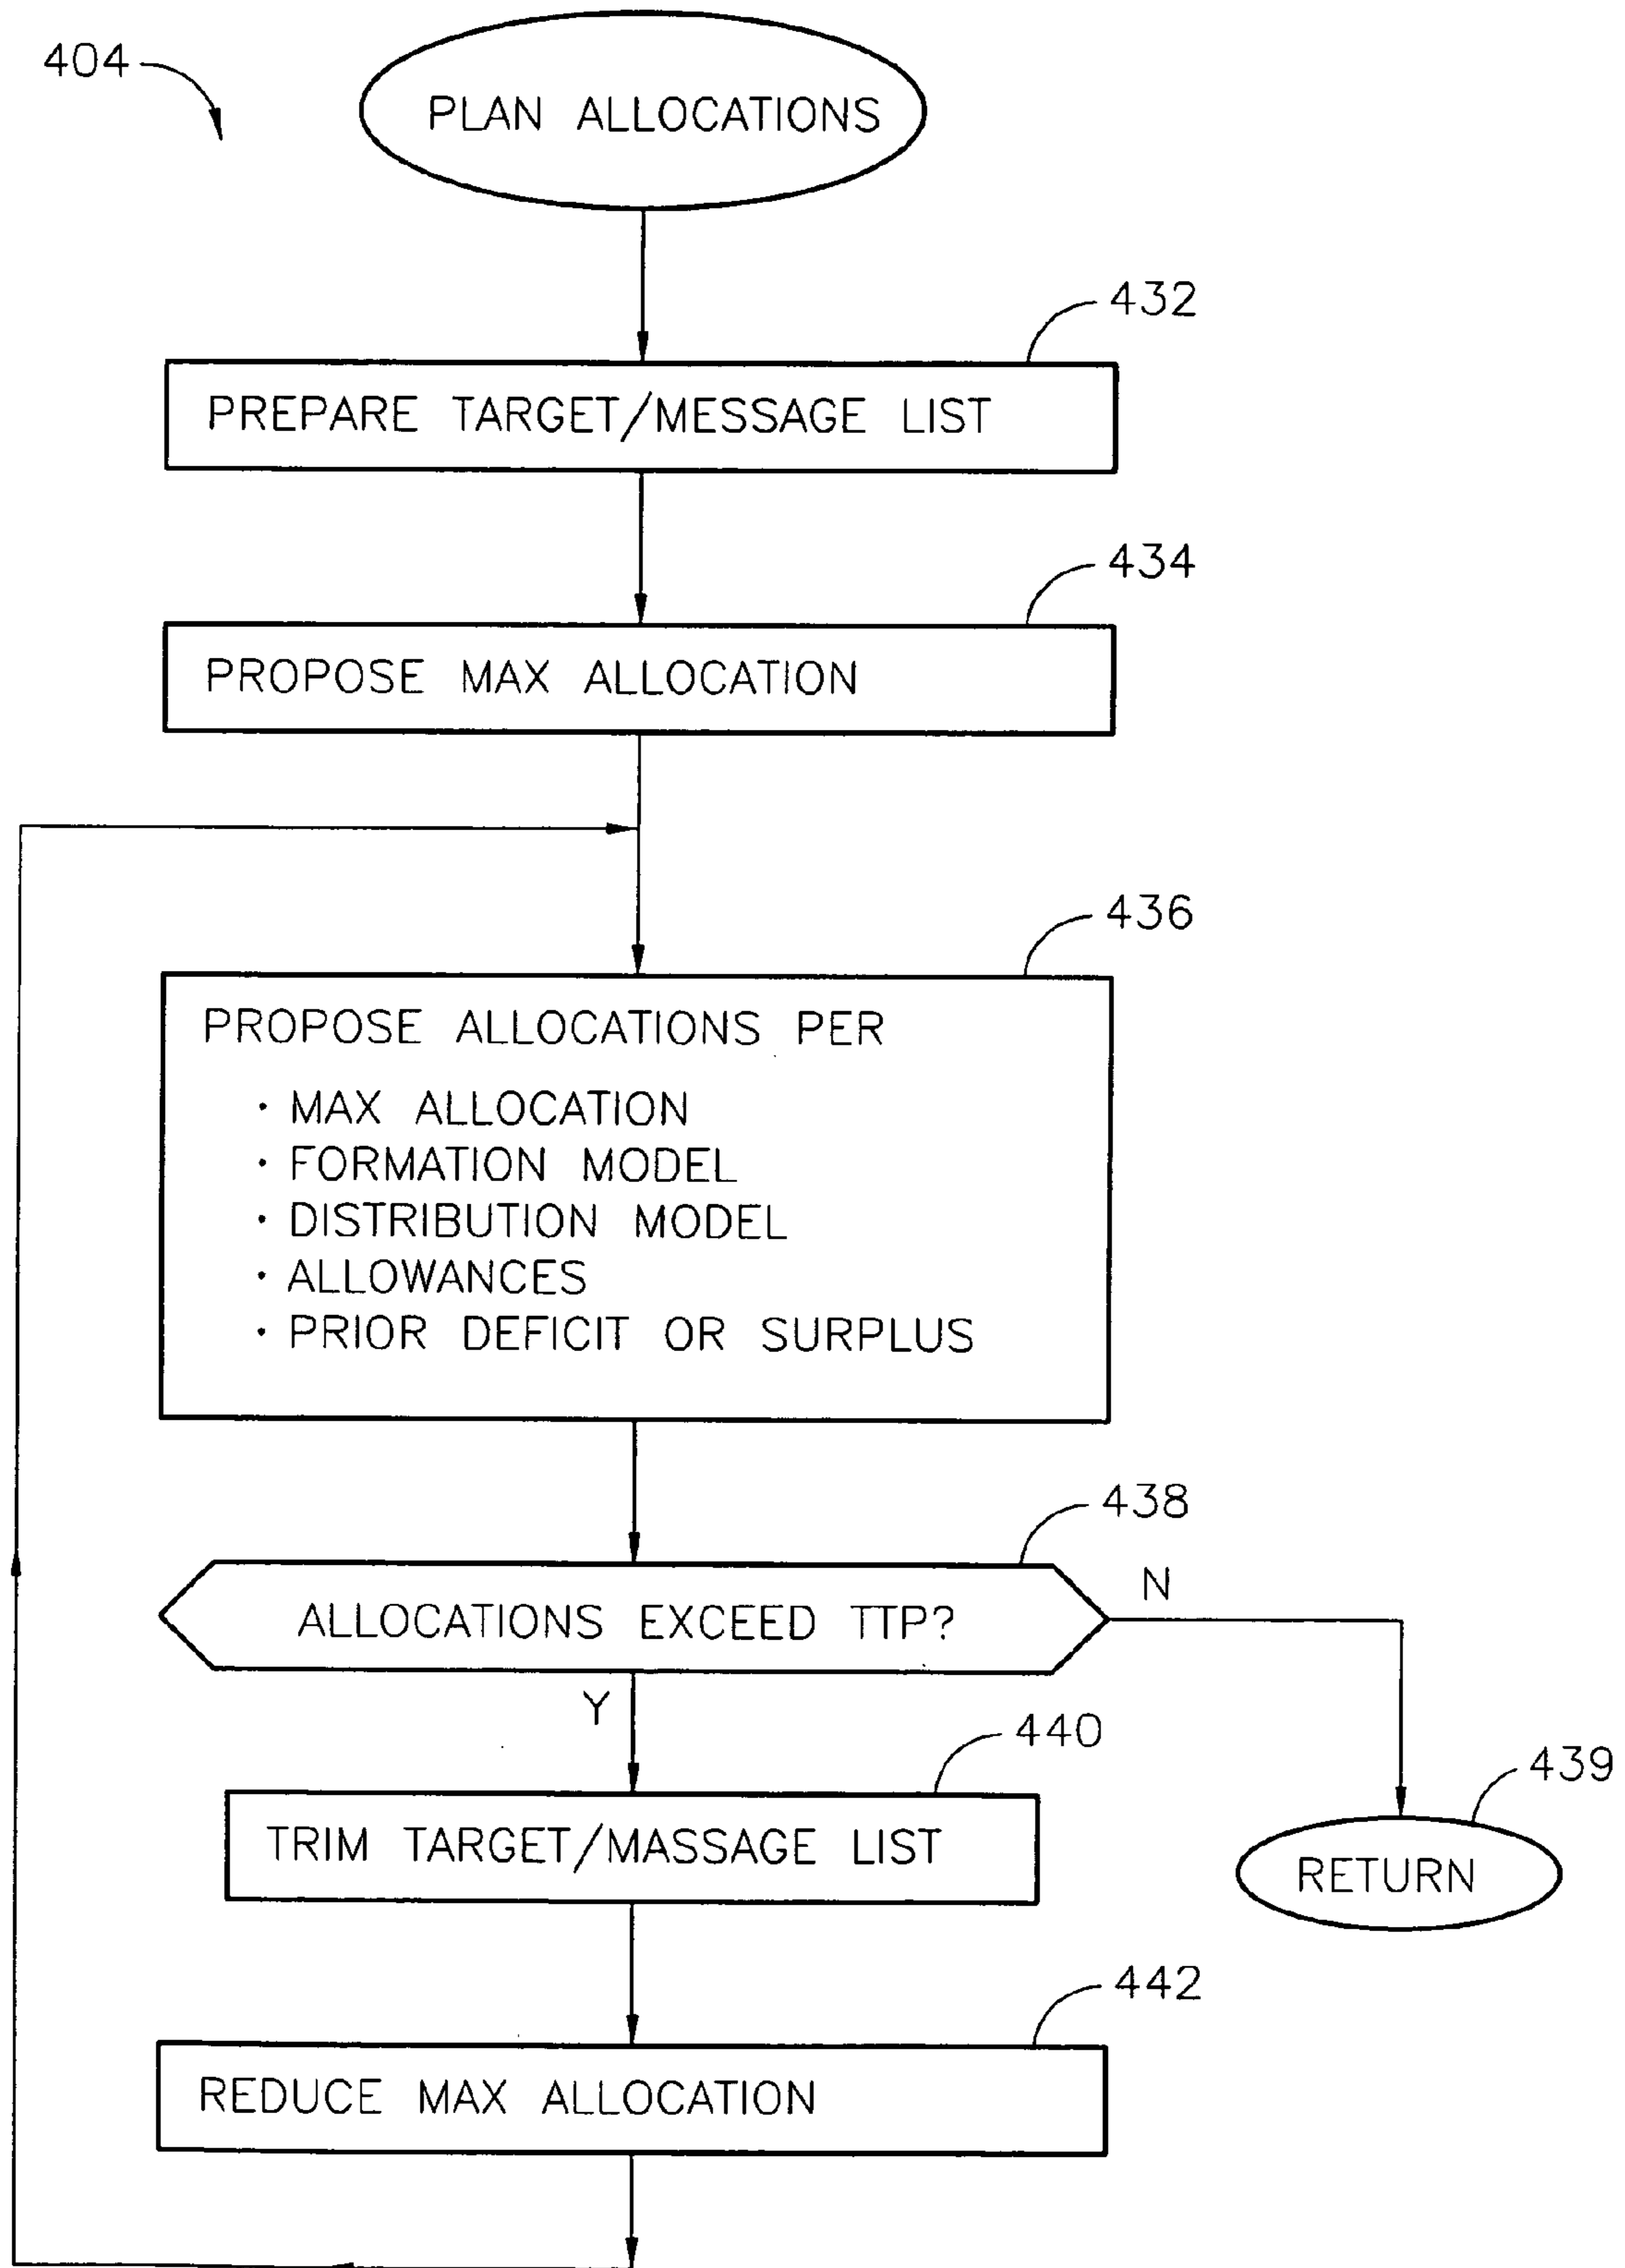 404
PLAN ALLOCATIONS
432
PREPARE TARGET/MESSAGE LIST
434
PROPOSE MAX ALLOCATION
436
PROPOSE ALLOCATIONS PER
· MAX ALLOCATION
· FORMATION MODEL
· DISTRIBUTION MODEL
· ALLOWANCES
· PRIOR DEFICIT OR SURPLUS
438
ALLOCATIONS EXCEED TTP?
N
Y
440
TRIM TARGET/MASSAGE LIST
439
RETURN
442
REDUCE MAX ALLOCATION